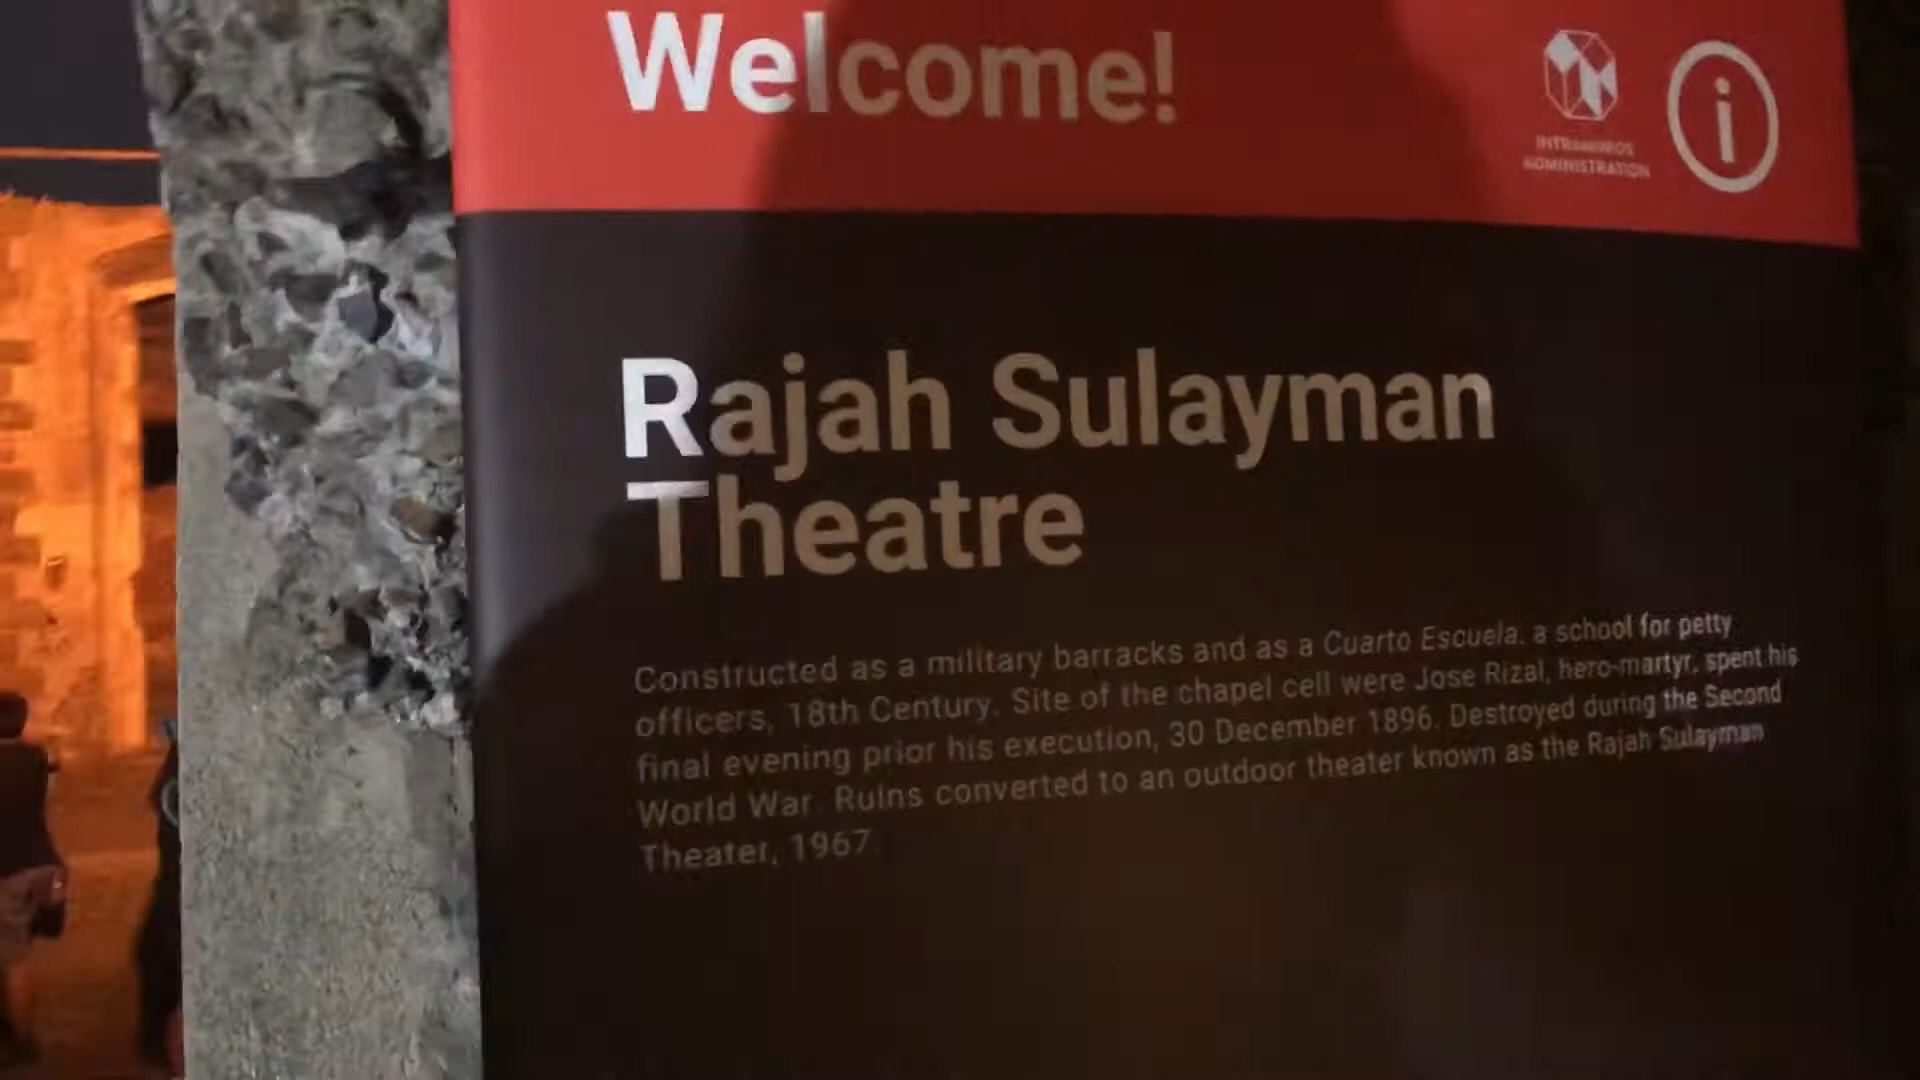 Welcome!
INTRAMUROS
ADMINISTRATION
i
Rajah Sulayman
Theatre
Constructed as a military barracks and as a Cuarto Escuela, a school for petty
officers, 18th Century. Site of the chapel cell were Jose Rizal, hero-martyr, spent his
final evening prior his execution, 30 December 1896. Destroyed during the Second
World War. Ruins converted to an outdoor theater known as the Rajah Sulayman
Theater, 1967.